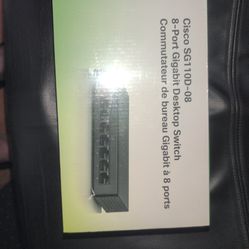 Cisco SG110D-08
8-Port Gigabit Desktop Switch
Commutateur de bureau Gigabit à 8 ports